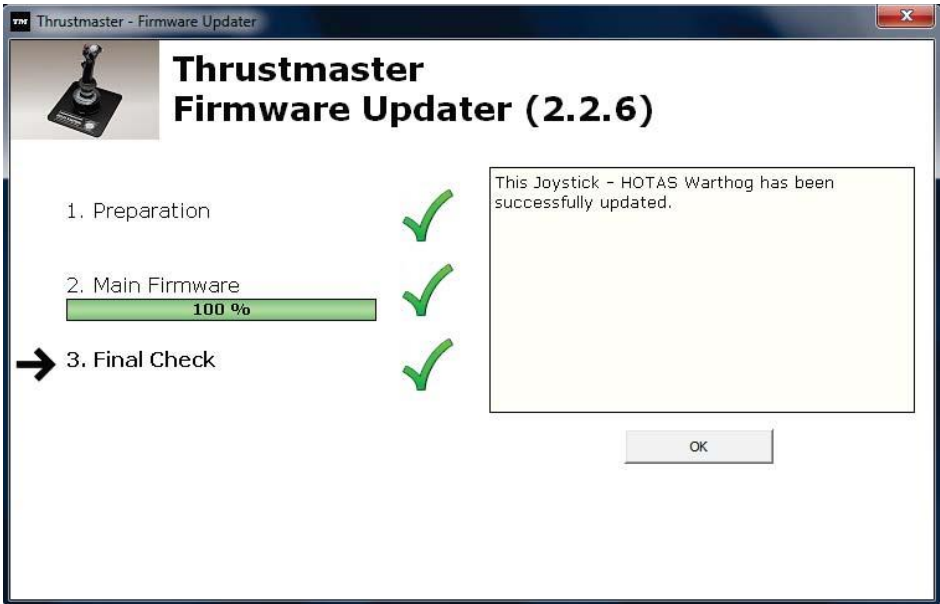 TM Thrustmaster - Firmware Updater
Thrustmaster
Firmware Updater (2.2.6)
1. Preparation
2. Main Firmware
100 %
3. Final Check
This Joystick - HOTAS Warthog has been
successfully updated.
OK